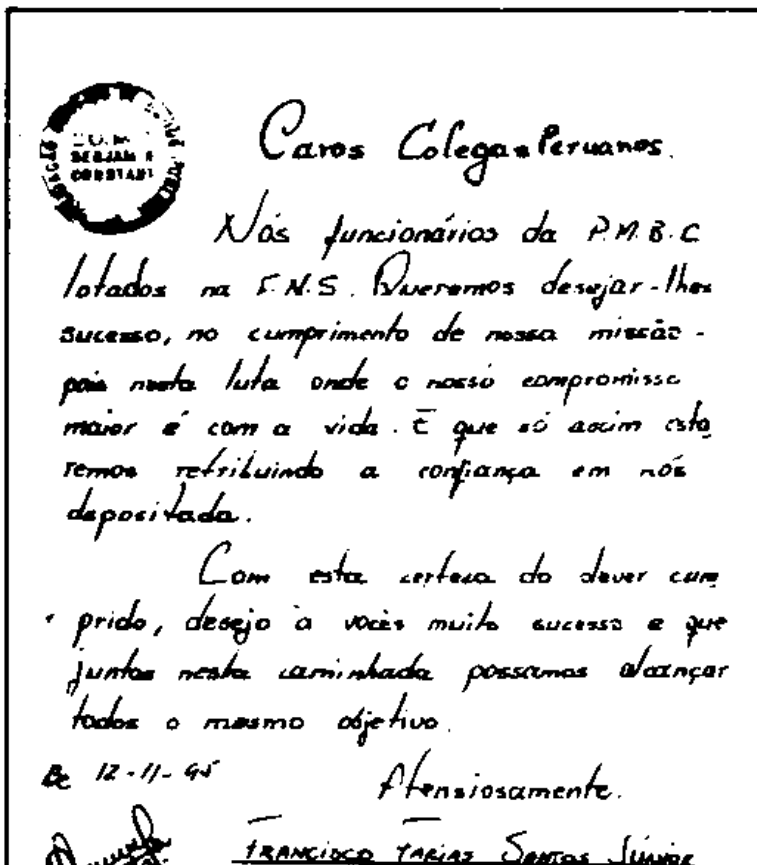 BENJAMIN
CONSTANT
Caros Colegas Peruanos.
Nós funcionários da P.M.B.C
lotados na F.N.S. Queremos desejar-lhes
sucesso, no cumprimento de nossa missão -
pois nesta luta onde o nosso compromisso
maior é com a vida. E que só assim esta
remos retribuindo a confiança em nós
depositada.
Com esta certeza do dever cum
prido, desejo à vocês muito sucesso e que
juntos nesta caminhada possamos alcançar
todos o mesmo objetivo.
Bc 12-11-95
Atensiosamente.
FRANCISCO FARIAS SANTOS JÚNIOR